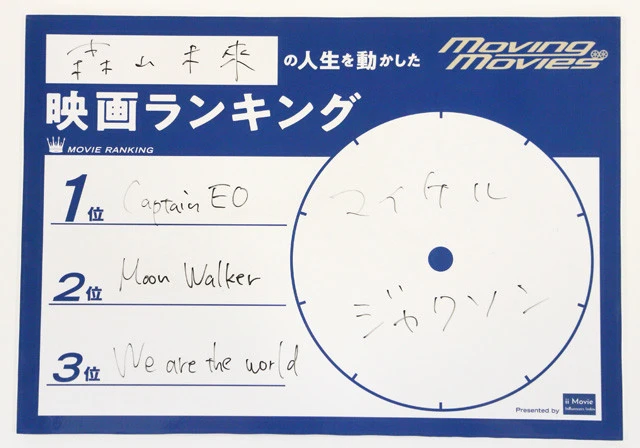 森山未來 の人生を動かした
Moving
Movies
映画ランキング
MOVIE RANKING
1位 Captain EO
2位 Moon Walker
3位 We are the world
マイケル
ジャクソン
Presented by ii Movie